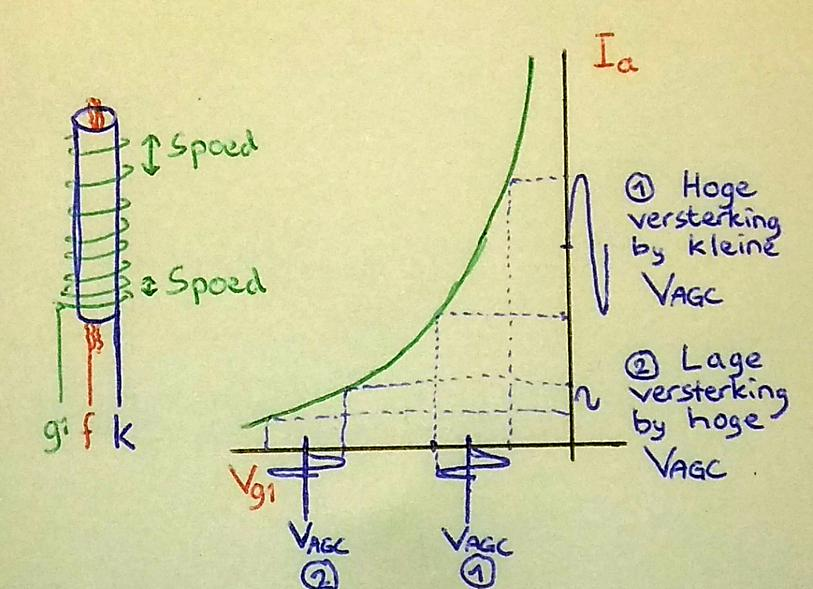 Spoed
Spoed
g1 f k
Ia
① Hoge
versterking
by kleine
VAGC
② Lage
versterking
by hoge
VAGC
Vg1
VAGC
②
VAGC
①